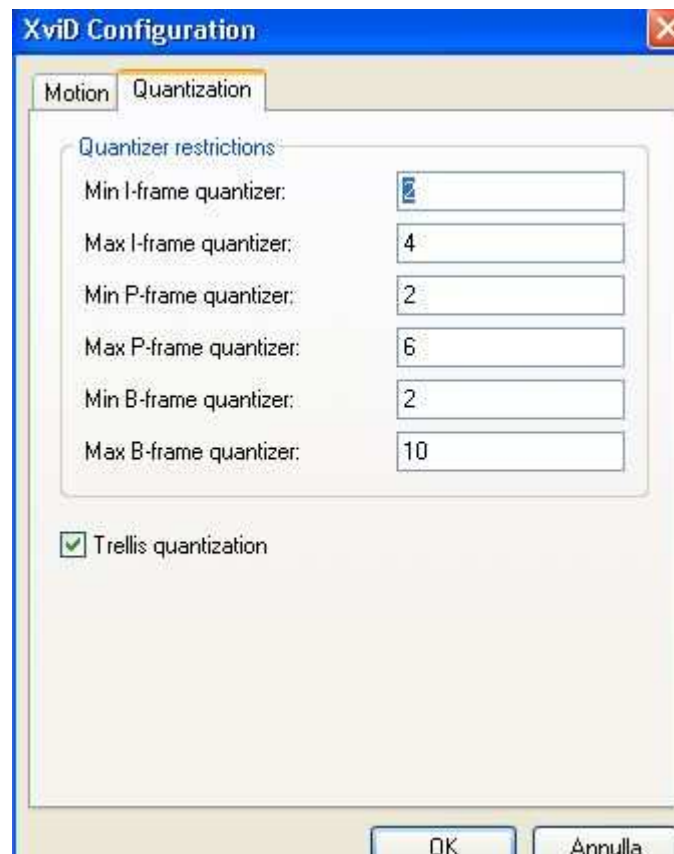 XviD Configuration
Motion
Quantization
Quantizer restrictions
Min I-frame quantizer:
2
Max I-frame quantizer:
4
Min P-frame quantizer:
2
Max P-frame quantizer:
6
Min B-frame quantizer:
2
Max B-frame quantizer:
10
Trellis quantization
OK
Annulla